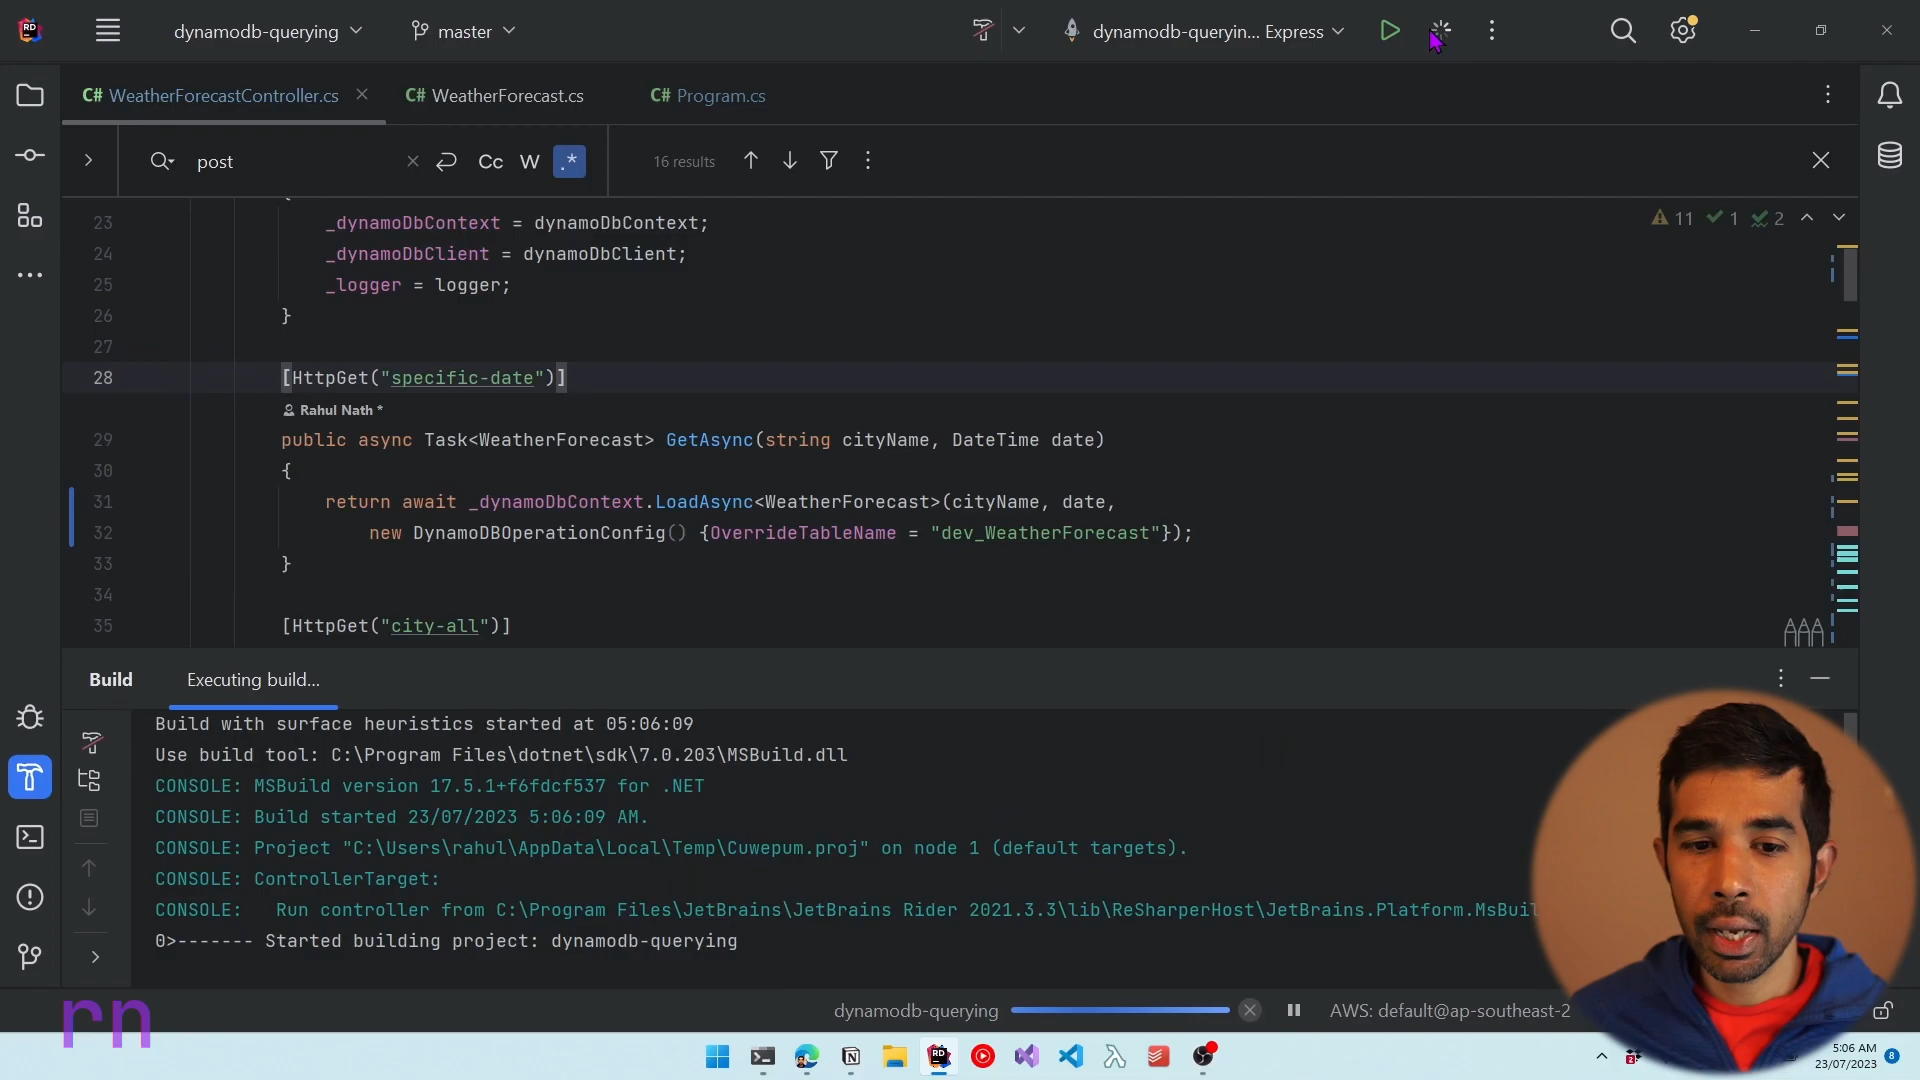 RD dynamodb-querying master dynamodb-queryin... Express
C# WeatherForecastController.cs C# WeatherForecast.cs C# Program.cs
post Cc W .* 16 results
{
11 1 2
23 _dynamoDbContext = dynamoDbContext;
24 _dynamoDbClient = dynamoDbClient;
25 _logger = logger;
26 }
27
28 [HttpGet("specific-date")]
Rahul Nath *
29 public async Task<WeatherForecast> GetAsync(string cityName, DateTime date)
30 {
31 return await _dynamoDbContext.LoadAsync<WeatherForecast>(cityName, date,
32 new DynamoDBOperationConfig() {OverrideTableName = "dev_WeatherForecast"});
33 }
34
35 [HttpGet("city-all")]
Build Executing build...
Build with surface heuristics started at 05:06:09
Use build tool: C:\Program Files\dotnet\sdk\7.0.203\MSBuild.dll
CONSOLE: MSBuild version 17.5.1+f6fdcf537 for .NET
CONSOLE: Build started 23/07/2023 5:06:09 AM.
CONSOLE: Project "C:\Users\rahul\AppData\Local\Temp\Cuwepum.proj" on node 1 (default targets).
CONSOLE: ControllerTarget:
CONSOLE: Run controller from C:\Program Files\JetBrains\JetBrains Rider 2021.3.3\lib\ReSharperHost\JetBrains.Platform.MsBuil
0>------- Started building project: dynamodb-querying
rn
dynamodb-querying AWS: default@ap-southeast-2
RD
5:06 AM
23/07/2023 8